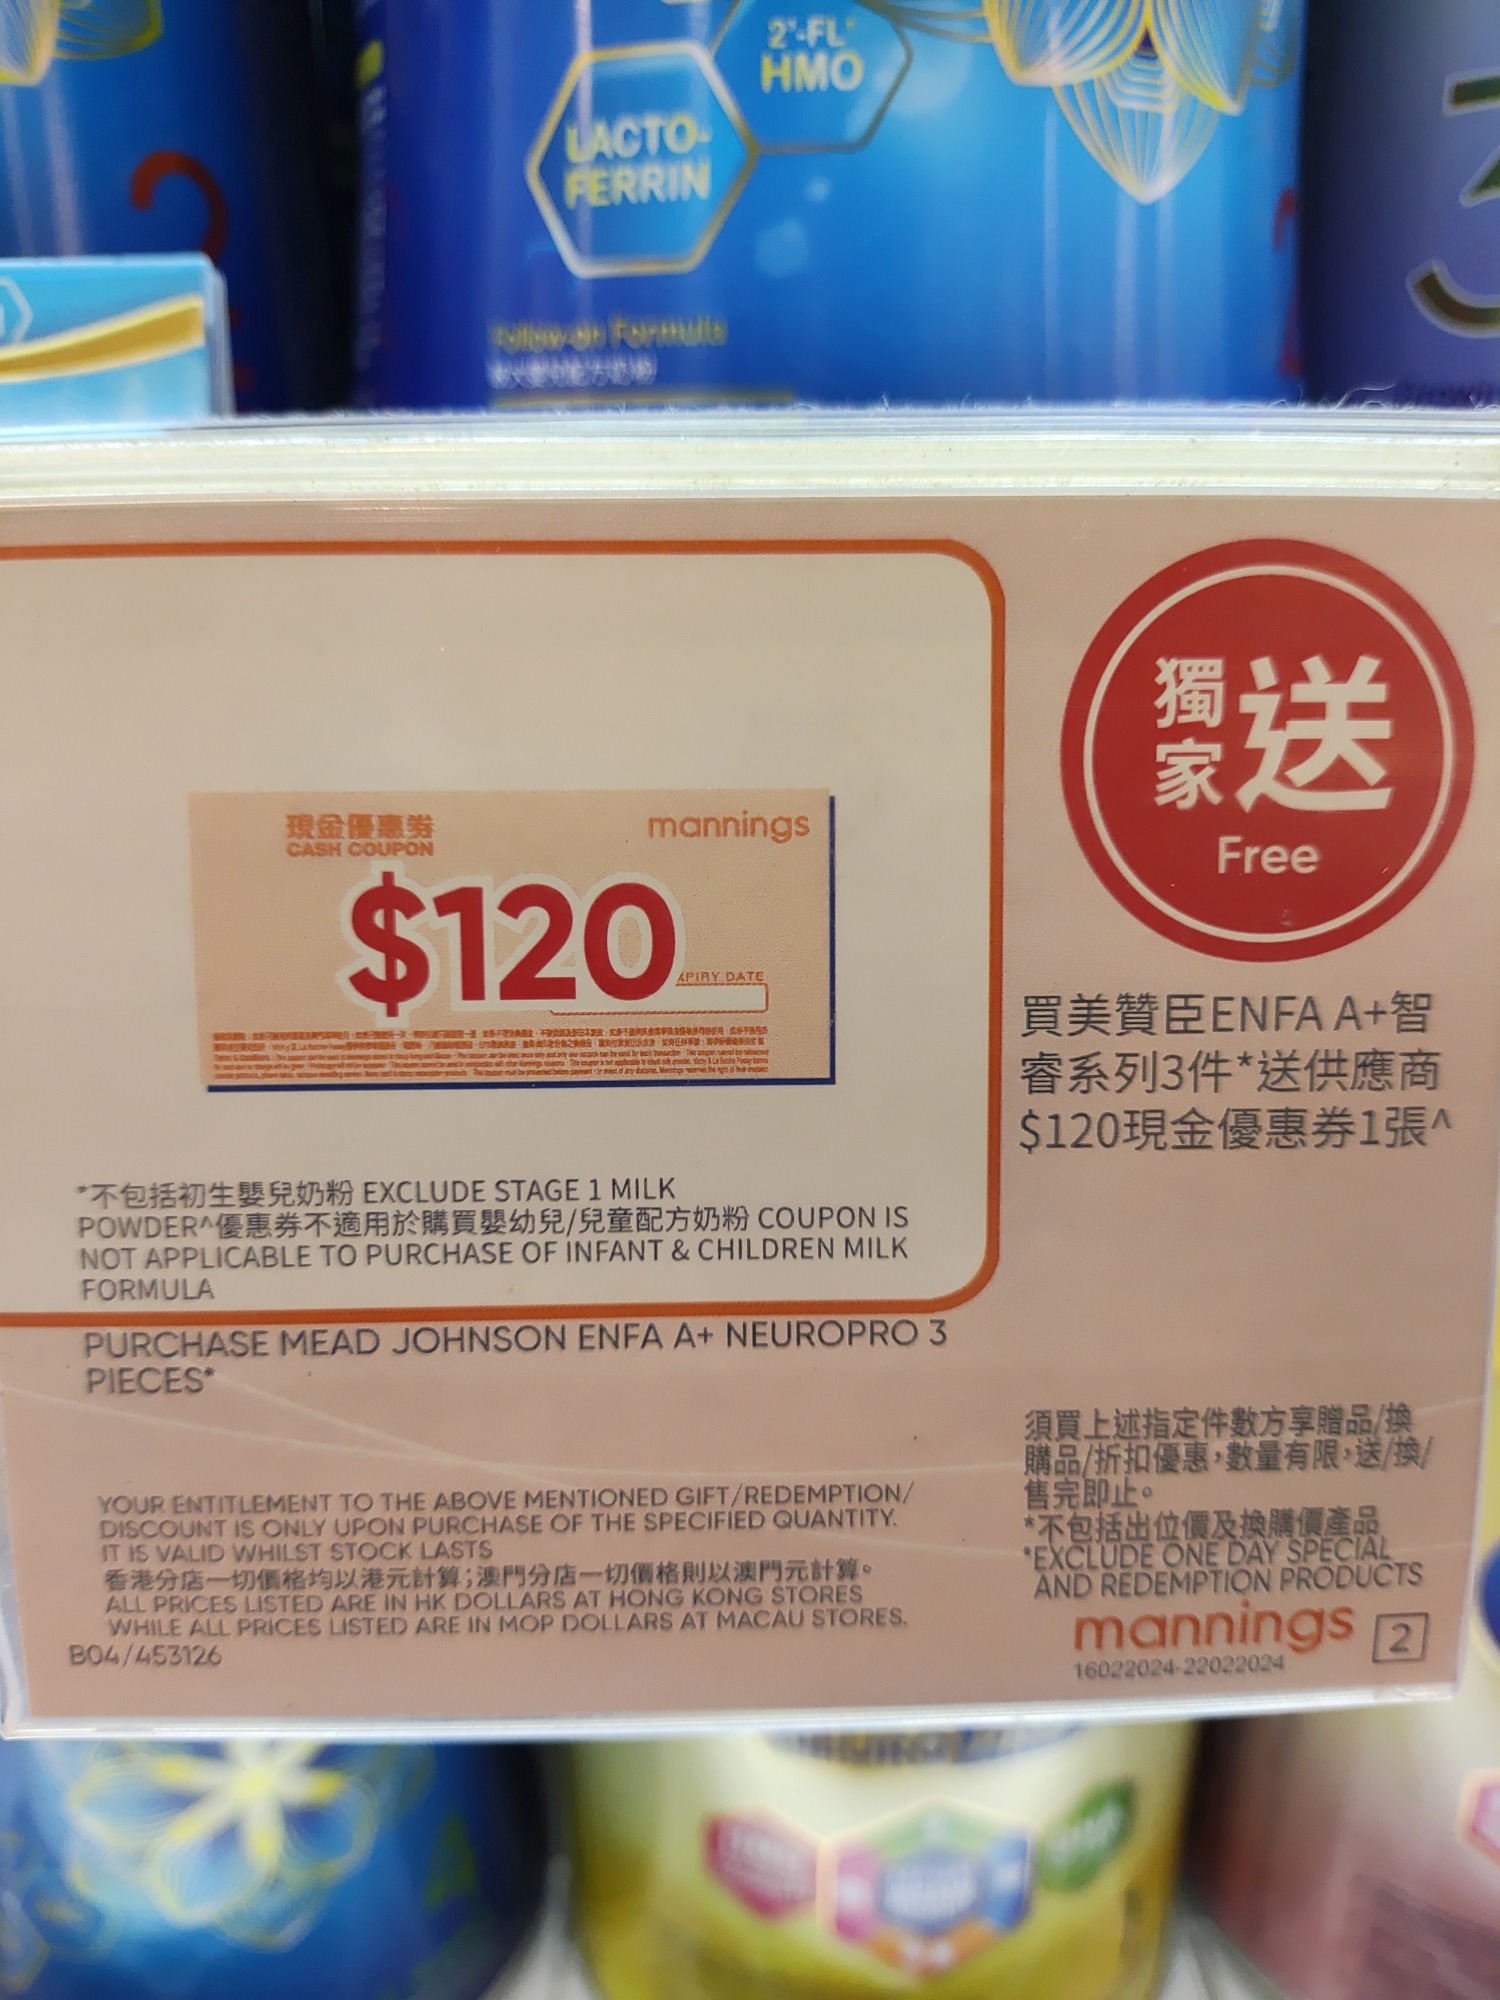 2'-FL
HMO
LACTO-
FERRIN
Follow-on Formula
3
獨家送
Free
現金優惠券
CASH COUPON
mannings
$120
EXPIRY DATE
買美贊臣ENFA A+智
睿系列3件*送供應商
$120現金優惠券1張^
*不包括初生嬰兒奶粉 EXCLUDE STAGE 1 MILK
POWDER^優惠券不適用於購買嬰幼兒/兒童配方奶粉 COUPON IS
NOT APPLICABLE TO PURCHASE OF INFANT & CHILDREN MILK
FORMULA
PURCHASE MEAD JOHNSON ENFA A+ NEUROPRO 3
PIECES*
YOUR ENTITLEMENT TO THE ABOVE MENTIONED GIFT/REDEMPTION/
DISCOUNT IS ONLY UPON PURCHASE OF THE SPECIFIED QUANTITY.
IT IS VALID WHILST STOCK LASTS
香港分店一切價格均以港元計算;澳門分店一切價格則以澳門元計算。
ALL PRICES LISTED ARE IN HK DOLLARS AT HONG KONG STORES
WHILE ALL PRICES LISTED ARE IN MOP DOLLARS AT MACAU STORES.
B04/453126
須買上述指定件數方享贈品/換
購品/折扣優惠,數量有限,送/換/
售完即止。
*不包括出位價及換購價產品
*EXCLUDE ONE DAY SPECIAL
AND REDEMPTION PRODUCTS
mannings 2
16022024-22022024